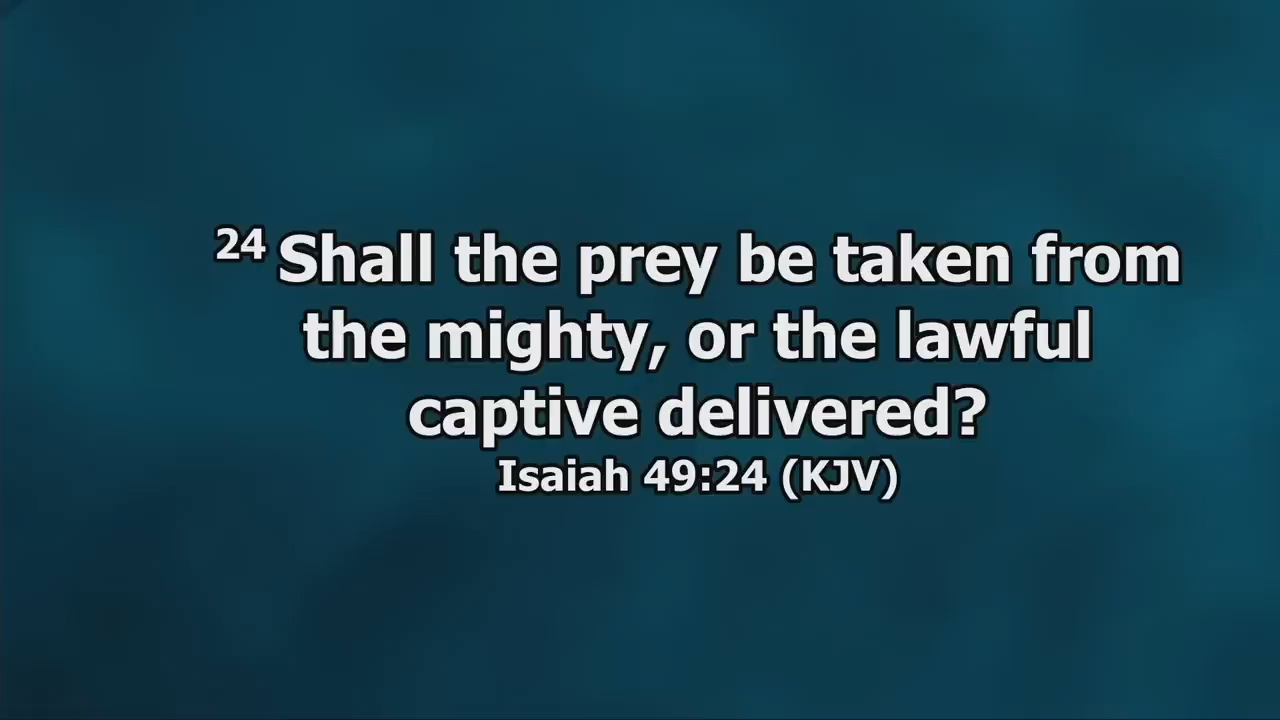 24 Shall the prey be taken from
the mighty, or the lawful
captive delivered?
Isaiah 49:24 (KJV)